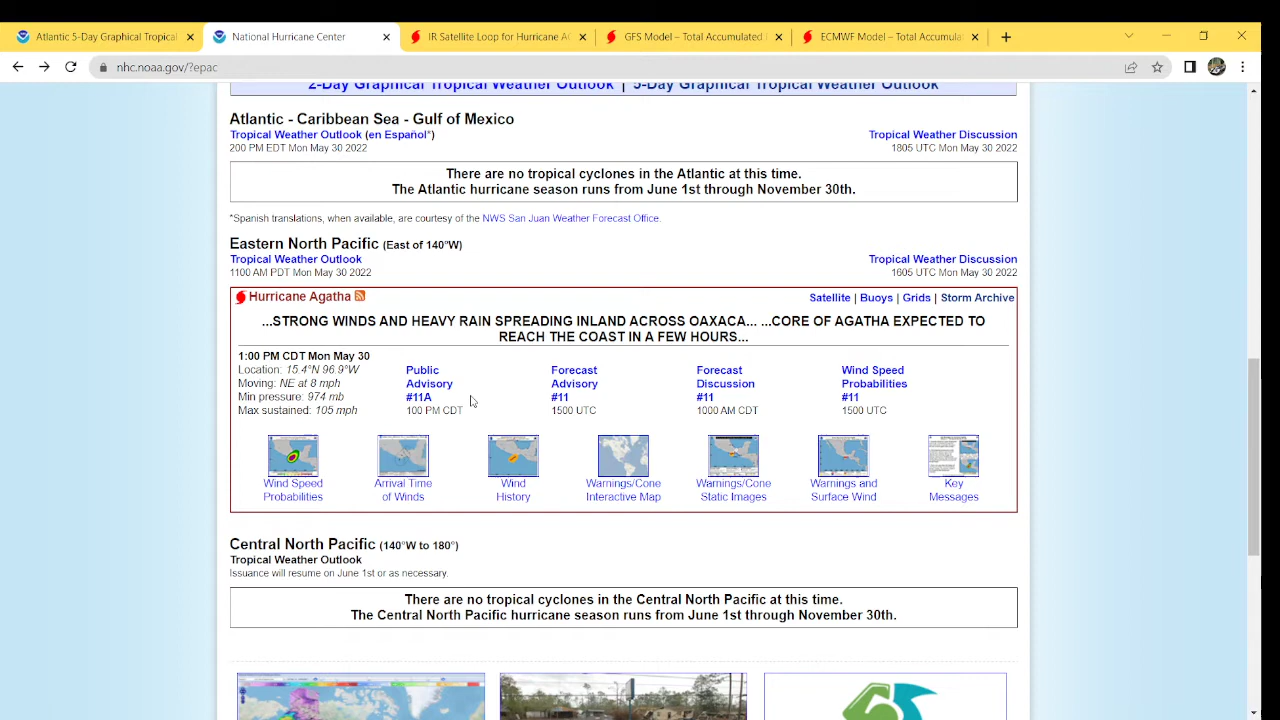 Atlantic 5-Day Graphical Tropical
National Hurricane Center
IR Satellite Loop for Hurricane A
GFS Model – Total Accumulated
ECMWF Model – Total Accumula
nhc.noaa.gov/?epac
2-Day Graphical Tropical Weather Outlook | 5-Day Graphical Tropical Weather Outlook
Atlantic - Caribbean Sea - Gulf of Mexico
Tropical Weather Outlook (en Español*)
Tropical Weather Discussion
200 PM EDT Mon May 30 2022
1805 UTC Mon May 30 2022
There are no tropical cyclones in the Atlantic at this time.
The Atlantic hurricane season runs from June 1st through November 30th.
*Spanish translations, when available, are courtesy of the NWS San Juan Weather Forecast Office.
Eastern North Pacific (East of 140°W)
Tropical Weather Outlook
Tropical Weather Discussion
1100 AM PDT Mon May 30 2022
1605 UTC Mon May 30 2022
Hurricane Agatha
Satellite | Buoys | Grids | Storm Archive
...STRONG WINDS AND HEAVY RAIN SPREADING INLAND ACROSS OAXACA... ...CORE OF AGATHA EXPECTED TO
REACH THE COAST IN A FEW HOURS...
1:00 PM CDT Mon May 30
Location: 15.4°N 96.9°W
Moving: NE at 8 mph
Min pressure: 974 mb
Max sustained: 105 mph
Public
Advisory
#11A
100 PM CDT
Forecast
Advisory
#11
1500 UTC
Forecast
Discussion
#11
1000 AM CDT
Wind Speed
Probabilities
#11
1500 UTC
Wind Speed
Probabilities
Arrival Time
of Winds
Wind
History
Warnings/Cone
Interactive Map
Warnings/Cone
Static Images
Warnings and
Surface Wind
Key
Messages
Central North Pacific (140°W to 180°)
Tropical Weather Outlook
Issuance will resume on June 1st or as necessary.
There are no tropical cyclones in the Central North Pacific at this time.
The Central North Pacific hurricane season runs from June 1st through November 30th.